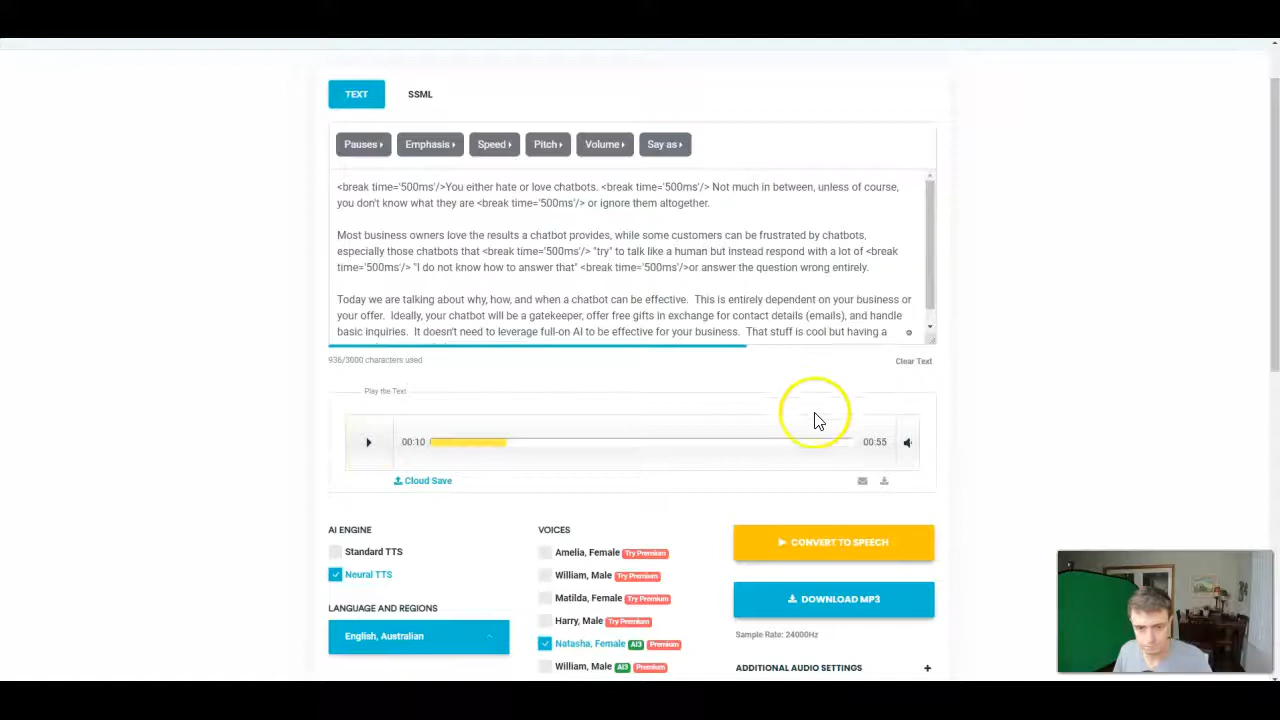 TEXT
SSML
Pauses
Emphasis
Speed
Pitch
Volume
Say as
<break time='500ms'/>You either hate or love chatbots. <break time='500ms'/> Not much in between, unless of course,
you don't know what they are <break time='500ms'/> or ignore them altogether.
Most business owners love the results a chatbot provides, while some customers can be frustrated by chatbots,
especially those chatbots that <break time='500ms'/> "try" to talk like a human but instead respond with a lot of <break
time='500ms'/> "I do not know how to answer that" <break time='500ms'/>or answer the question wrong entirely.
Today we are talking about why, how, and when a chatbot can be effective.  This is entirely dependent on your business or
your offer.  Ideally, your chatbot will be a gatekeeper, offer free gifts in exchange for contact details (emails), and handle
basic inquiries.  It doesn't need to leverage full-on AI to be effective for your business.  That stuff is cool but having a
936/3000 characters used
Clear Text
Play the Text
00:10
00:55
Cloud Save
AI ENGINE
Standard TTS
Neural TTS
LANGUAGE AND REGIONS
English, Australian
VOICES
Amelia, Female Try Premium
William, Male Try Premium
Matilda, Female Try Premium
Harry, Male Try Premium
Natasha, Female AI3 Premium
William, Male AI3 Premium
CONVERT TO SPEECH
DOWNLOAD MP3
Sample Rate: 24000Hz
ADDITIONAL AUDIO SETTINGS +